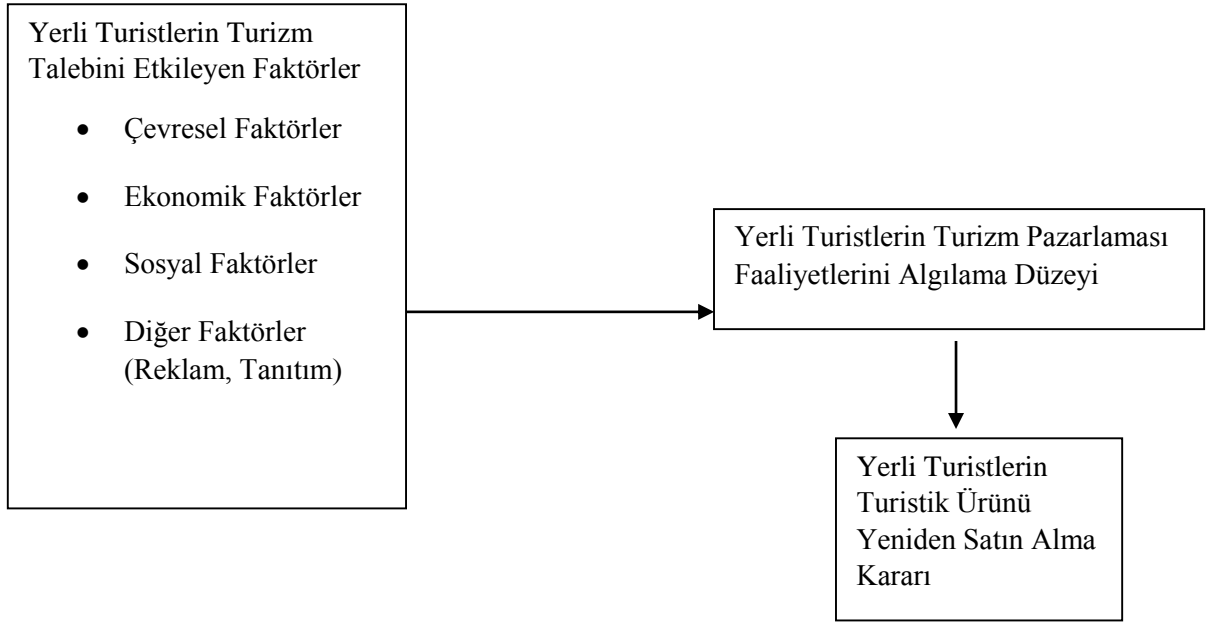 Yerli Turistlerin Turizm
Talebini Etkileyen Faktörler
• Çevresel Faktörler
• Ekonomik Faktörler
• Sosyal Faktörler
• Diğer Faktörler
(Reklam, Tanıtım)
Yerli Turistlerin Turizm Pazarlaması
Faaliyetlerini Algılama Düzeyi
Yerli Turistlerin
Turistik Ürünü
Yeniden Satın Alma
Kararı